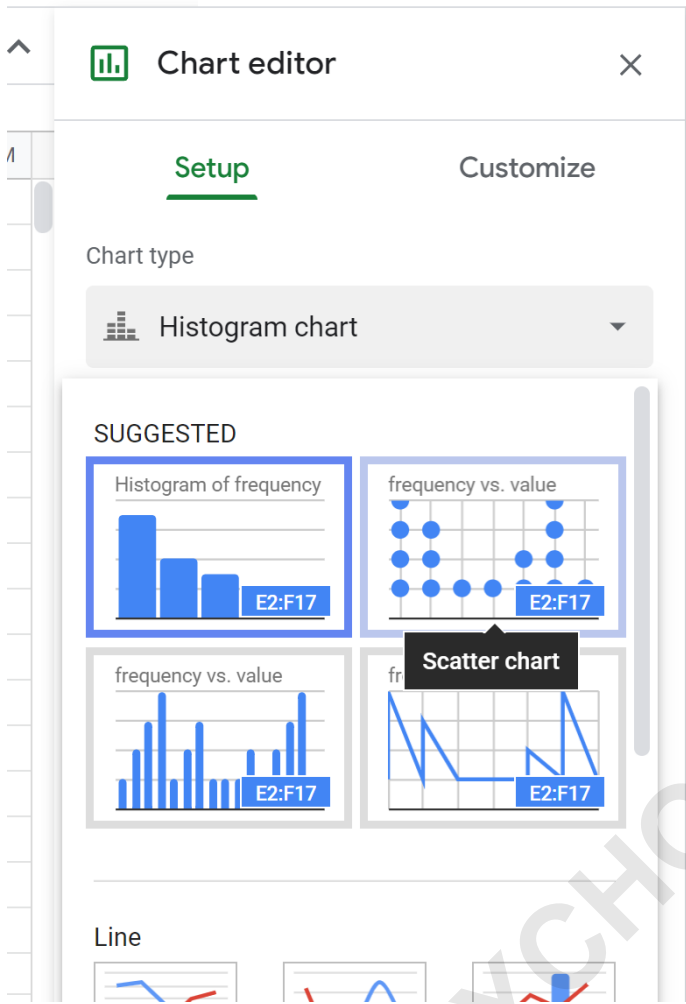 Chart editor
Setup
Customize
Chart type
Histogram chart
SUGGESTED
Histogram of frequency
E2:F17
frequency vs. value
E2:F17
Scatter chart
frequency vs. value
E2:F17
fr
E2:F17
Line